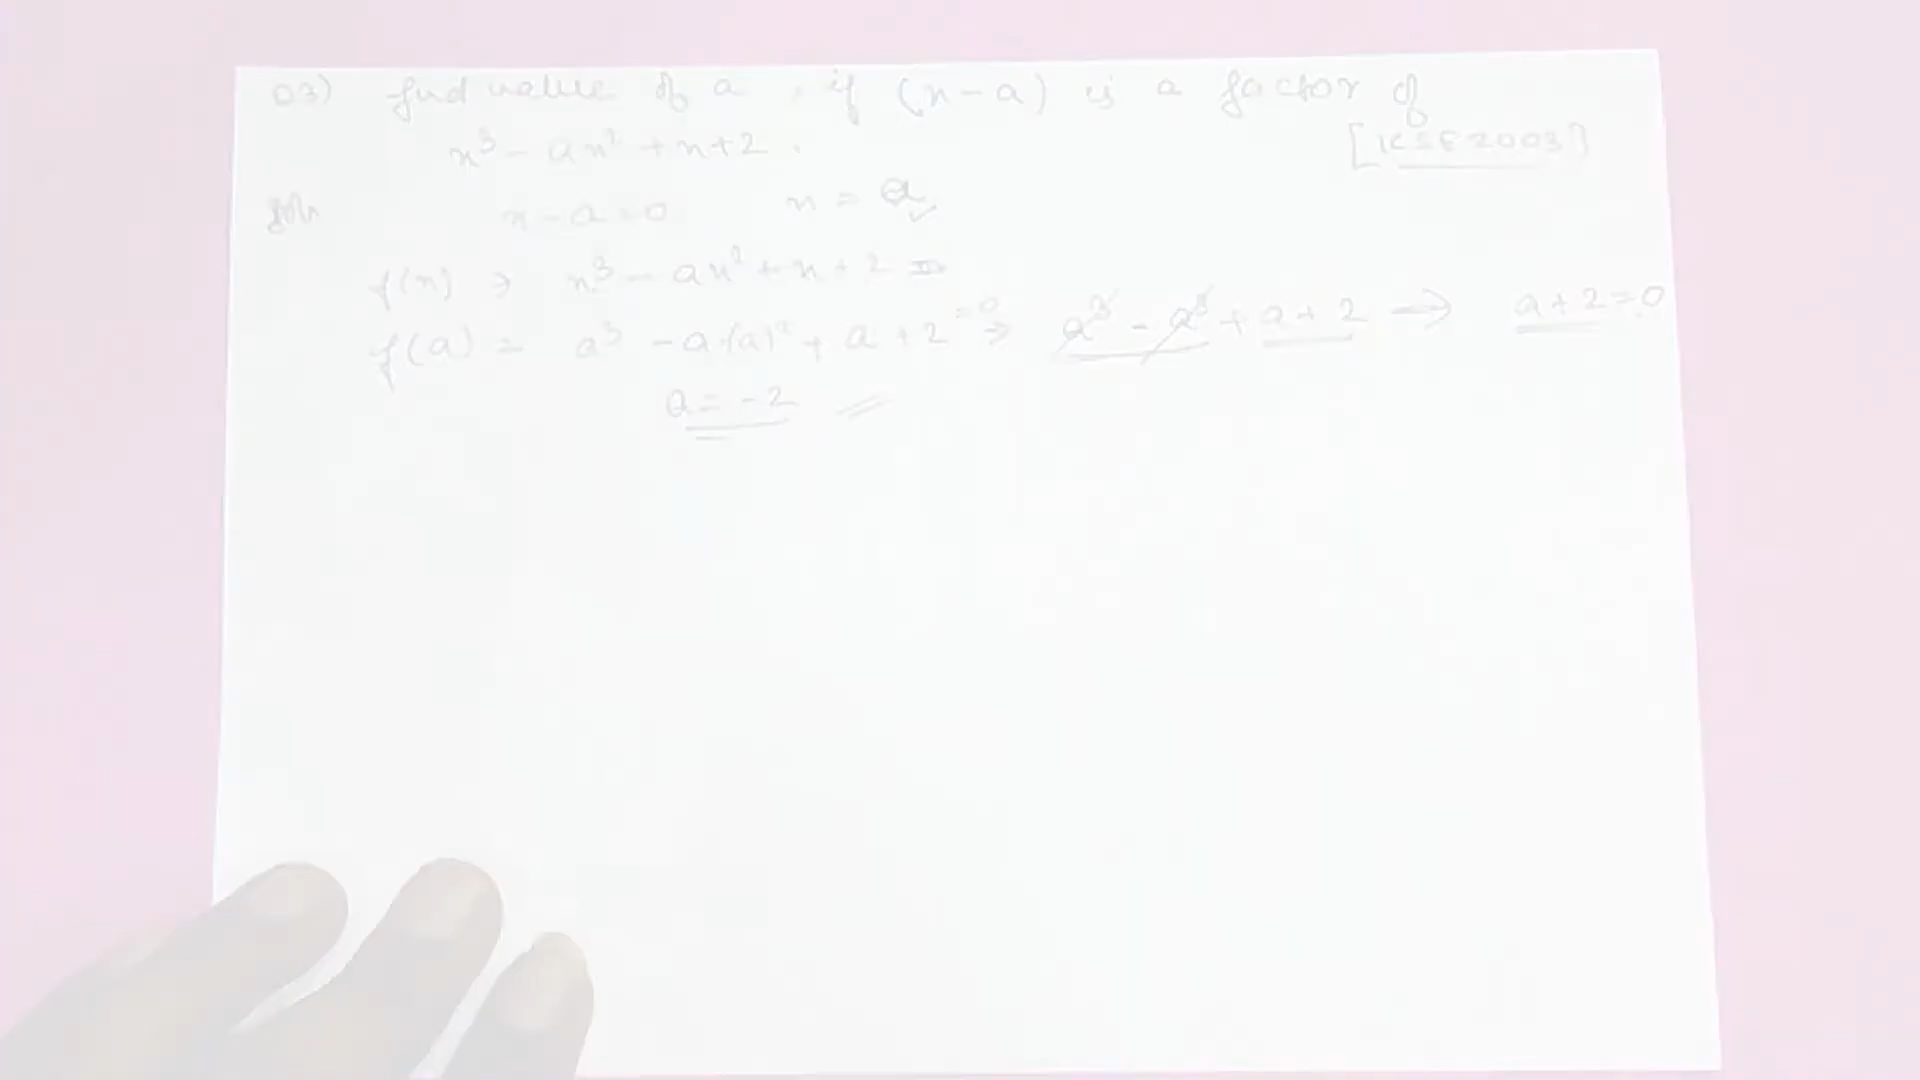 Q3) find value of a, if (x-a) is a factor of
x³ - ax² + x + 2. [ICSE 2003]
Soln x - a = 0 x = a
f(x) → x³ - ax² + x + 2 ⇒
f(a) = a³ - a.(a)² + a + 2 = 0 ⇒ a³ - a³ + a + 2 → a + 2 = 0
a = -2